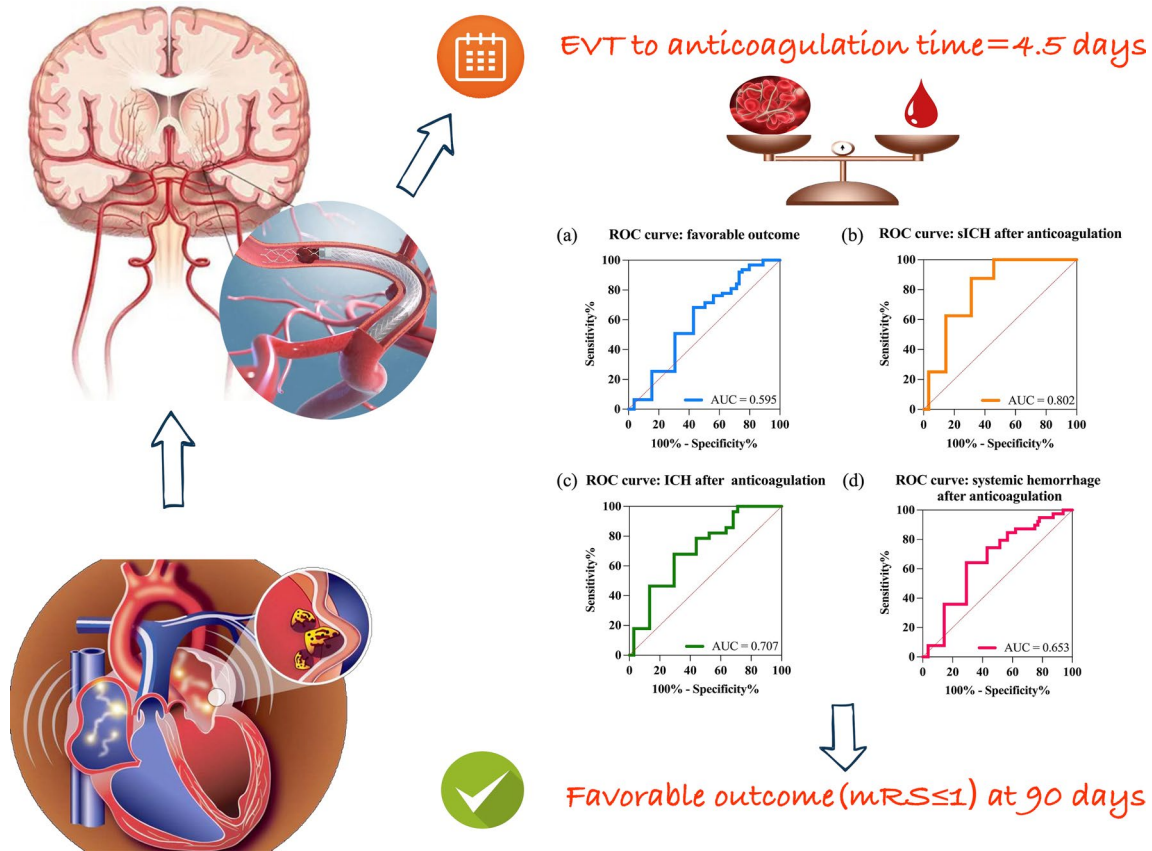 EVT to anticoagulation time=4.5 days
(a)
ROC curve: favorable outcome
100
80
60
40
20
0
Sensitivity%
AUC = 0.595
0 20 40 60 80 100
100% - Specificity%
(b)
ROC curve: sICH after anticoagulation
100
80
60
40
20
0
Sensitivity%
AUC = 0.802
0 20 40 60 80 100
100% - Specificity%
(c)
ROC curve: ICH after anticoagulation
100
80
60
40
20
0
Sensitivity%
AUC = 0.707
0 20 40 60 80 100
100% - Specificity%
(d)
ROC curve: systemic hemorrhage
after anticoagulation
100
80
60
40
20
0
Sensitivity%
AUC = 0.653
0 20 40 60 80 100
100% - Specificity%
Favorable outcome(mRS≤1) at 90 days